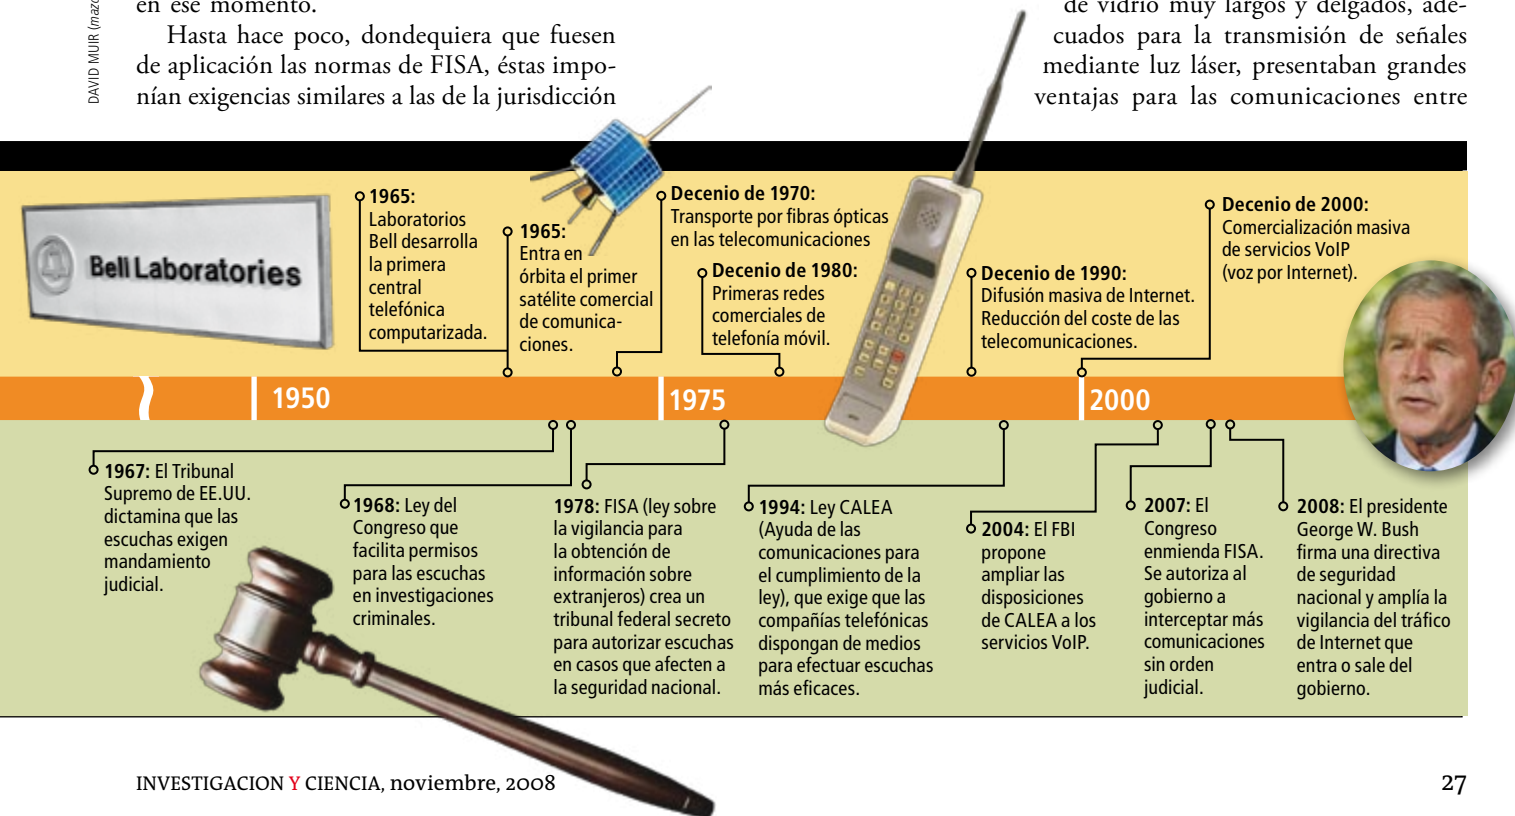 en ese momento.
Hasta hace poco, dondequiera que fuesen
de aplicación las normas de FISA, éstas impo-
nían exigencias similares a las de la jurisdicción
de vidrio muy largos y delgados, ade-
cuados para la transmisión de señales
mediante luz láser, presentaban grandes
ventajas para las comunicaciones entre
DAVID MUIR
Bell Laboratories
1965:
Laboratorios
Bell desarrolla
la primera
central
telefónica
computarizada.
1965:
Entra en
órbita el primer
satélite comercial
de comunica-
ciones.
Decenio de 1970:
Transporte por fibras ópticas
en las telecomunicaciones
Decenio de 1980:
Primeras redes
comerciales de
telefonía móvil.
Decenio de 1990:
Difusión masiva de Internet.
Reducción del coste de las
telecomunicaciones.
Decenio de 2000:
Comercialización masiva
de servicios VoIP
(voz por Internet).
1950
1975
2000
1967: El Tribunal
Supremo de EE.UU.
dictamina que las
escuchas exigen
mandamiento
judicial.
1968: Ley del
Congreso que
facilita permisos
para las escuchas
en investigaciones
criminales.
1978: FISA (ley sobre
la vigilancia para
la obtención de
información sobre
extranjeros) crea un
tribunal federal secreto
para autorizar escuchas
en casos que afecten a
la seguridad nacional.
1994: Ley CALEA
(Ayuda de las
comunicaciones para
el cumplimiento de la
ley), que exige que las
compañías telefónicas
dispongan de medios
para efectuar escuchas
más eficaces.
2004: El FBI
propone
ampliar las
disposiciones
de CALEA a los
servicios VoIP.
2007: El
Congreso
enmienda FISA.
Se autoriza al
gobierno a
interceptar más
comunicaciones
sin orden
judicial.
2008: El presidente
George W. Bush
firma una directiva
de seguridad
nacional y amplía la
vigilancia del tráfico
de Internet que
entra o sale del
gobierno.
INVESTIGACION Y CIENCIA, noviembre, 2008
27